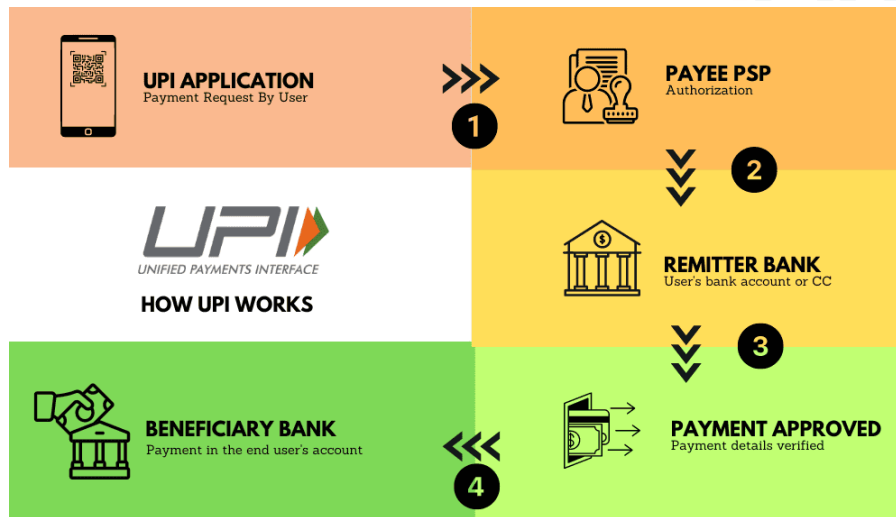 UPI APPLICATION
Payment Request By User
1
PAYEE PSP
Authorization
2
UPI
UNIFIED PAYMENTS INTERFACE
HOW UPI WORKS
$
REMITTER BANK
User's bank account or CC
3
BENEFICIARY BANK
Payment in the end user's account
4
$
PAYMENT APPROVED
Payment details verified